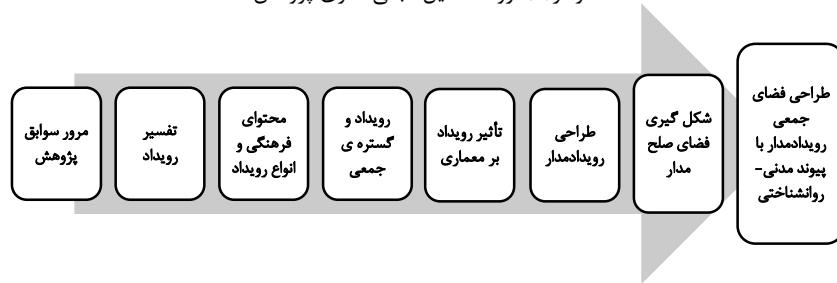 مرور سوابق
پژوهش
تفسیر
رویداد
محتوای
فرهنگی و
انواع رویداد
رویداد و
گستره ی
جمعی
تأثیر رویداد
بر معماری
طراحی
رویدادمدار
شکل گیری
فضای صلح
مدار
طراحی فضای
جمعی
رویدادمدار با
پیوند مدنی-
روانشناختی